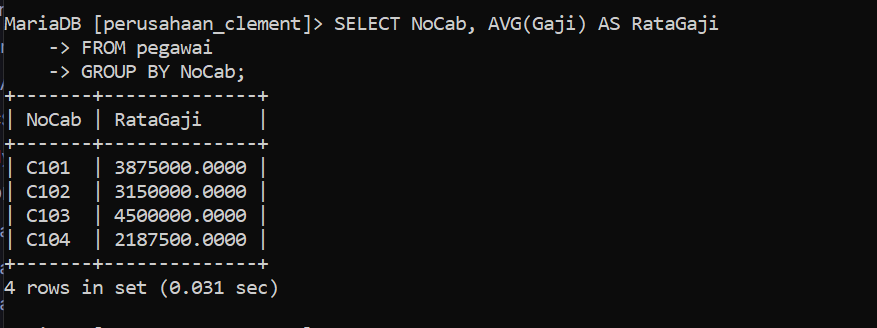 MariaDB [perusahaan_clement]> SELECT NoCab, AVG(Gaji) AS RataGaji
    -> FROM pegawai
    -> GROUP BY NoCab;
+-------+--------------+
| NoCab | RataGaji     |
+-------+--------------+
| C101  | 3875000.0000 |
| C102  | 3150000.0000 |
| C103  | 4500000.0000 |
| C104  | 2187500.0000 |
+-------+--------------+
4 rows in set (0.031 sec)